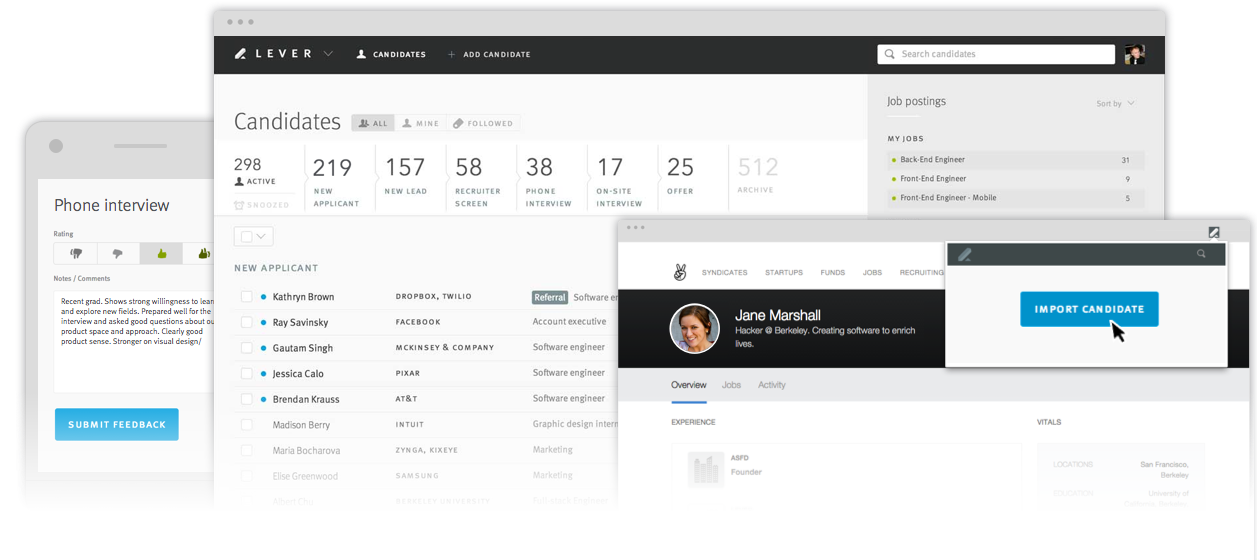 LEVER
CANDIDATES
+ ADD CANDIDATE
Search candidates
Candidates
ALL
MINE
FOLLOWED
298
ACTIVE
SNOOZED
219
NEW
APPLICANT
157
NEW LEAD
58
RECRUITER
SCREEN
38
PHONE
INTERVIEW
17
ON-SITE
INTERVIEW
25
OFFER
512
ARCHIVE
Job postings
Sort by
MY JOBS
Back-End Engineer 31
Front-End Engineer 9
Front-End Engineer - Mobile 5
NEW APPLICANT
Kathryn Brown DROPBOX, TWILIO Referral Software
Ray Savinsky FACEBOOK Account executive
Gautam Singh MCKINSEY & COMPANY Software engineer
Jessica Calo PIXAR Software engineer
Brendan Krauss AT&T Software engineer
Madison Berry INTUIT Graphic design intern
Maria Bocharova ZYNGA, KIXEYE Marketing
Elise Greenwood SAMSUNG Marketing
BERKELEY UNIVERSITY
Phone interview
Rating
Notes / Comments
Recent grad. Shows strong willingness to lear
and explore new fields. Prepared well for the
interview and asked good questions about ou
product space and approach. Clearly good
product sense. Stronger on visual design/
SUBMIT FEEDBACK
SYNDICATES
STARTUPS
FUNDS
JOBS
RECRUITING
IMPORT CANDIDATE
Jane Marshall
Hacker @ Berkeley. Creating software to enrich
lives.
Overview
Jobs
Activity
EXPERIENCE
ASFD
Founder
VITALS
LOCATIONS San Francisco,
Berkeley
EDUCATION University of